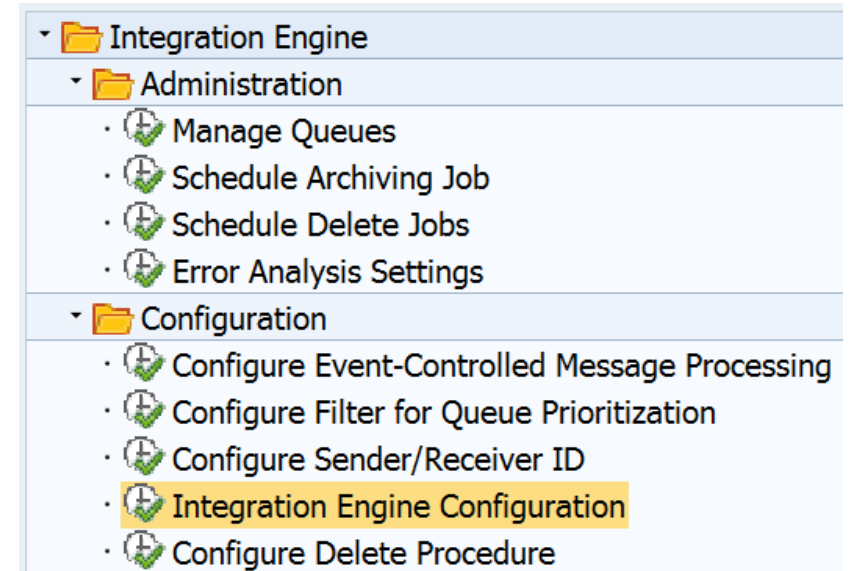 Integration Engine
Administration
Manage Queues
Schedule Archiving Job
Schedule Delete Jobs
Error Analysis Settings
Configuration
Configure Event-Controlled Message Processing
Configure Filter for Queue Prioritization
Configure Sender/Receiver ID
Integration Engine Configuration
Configure Delete Procedure